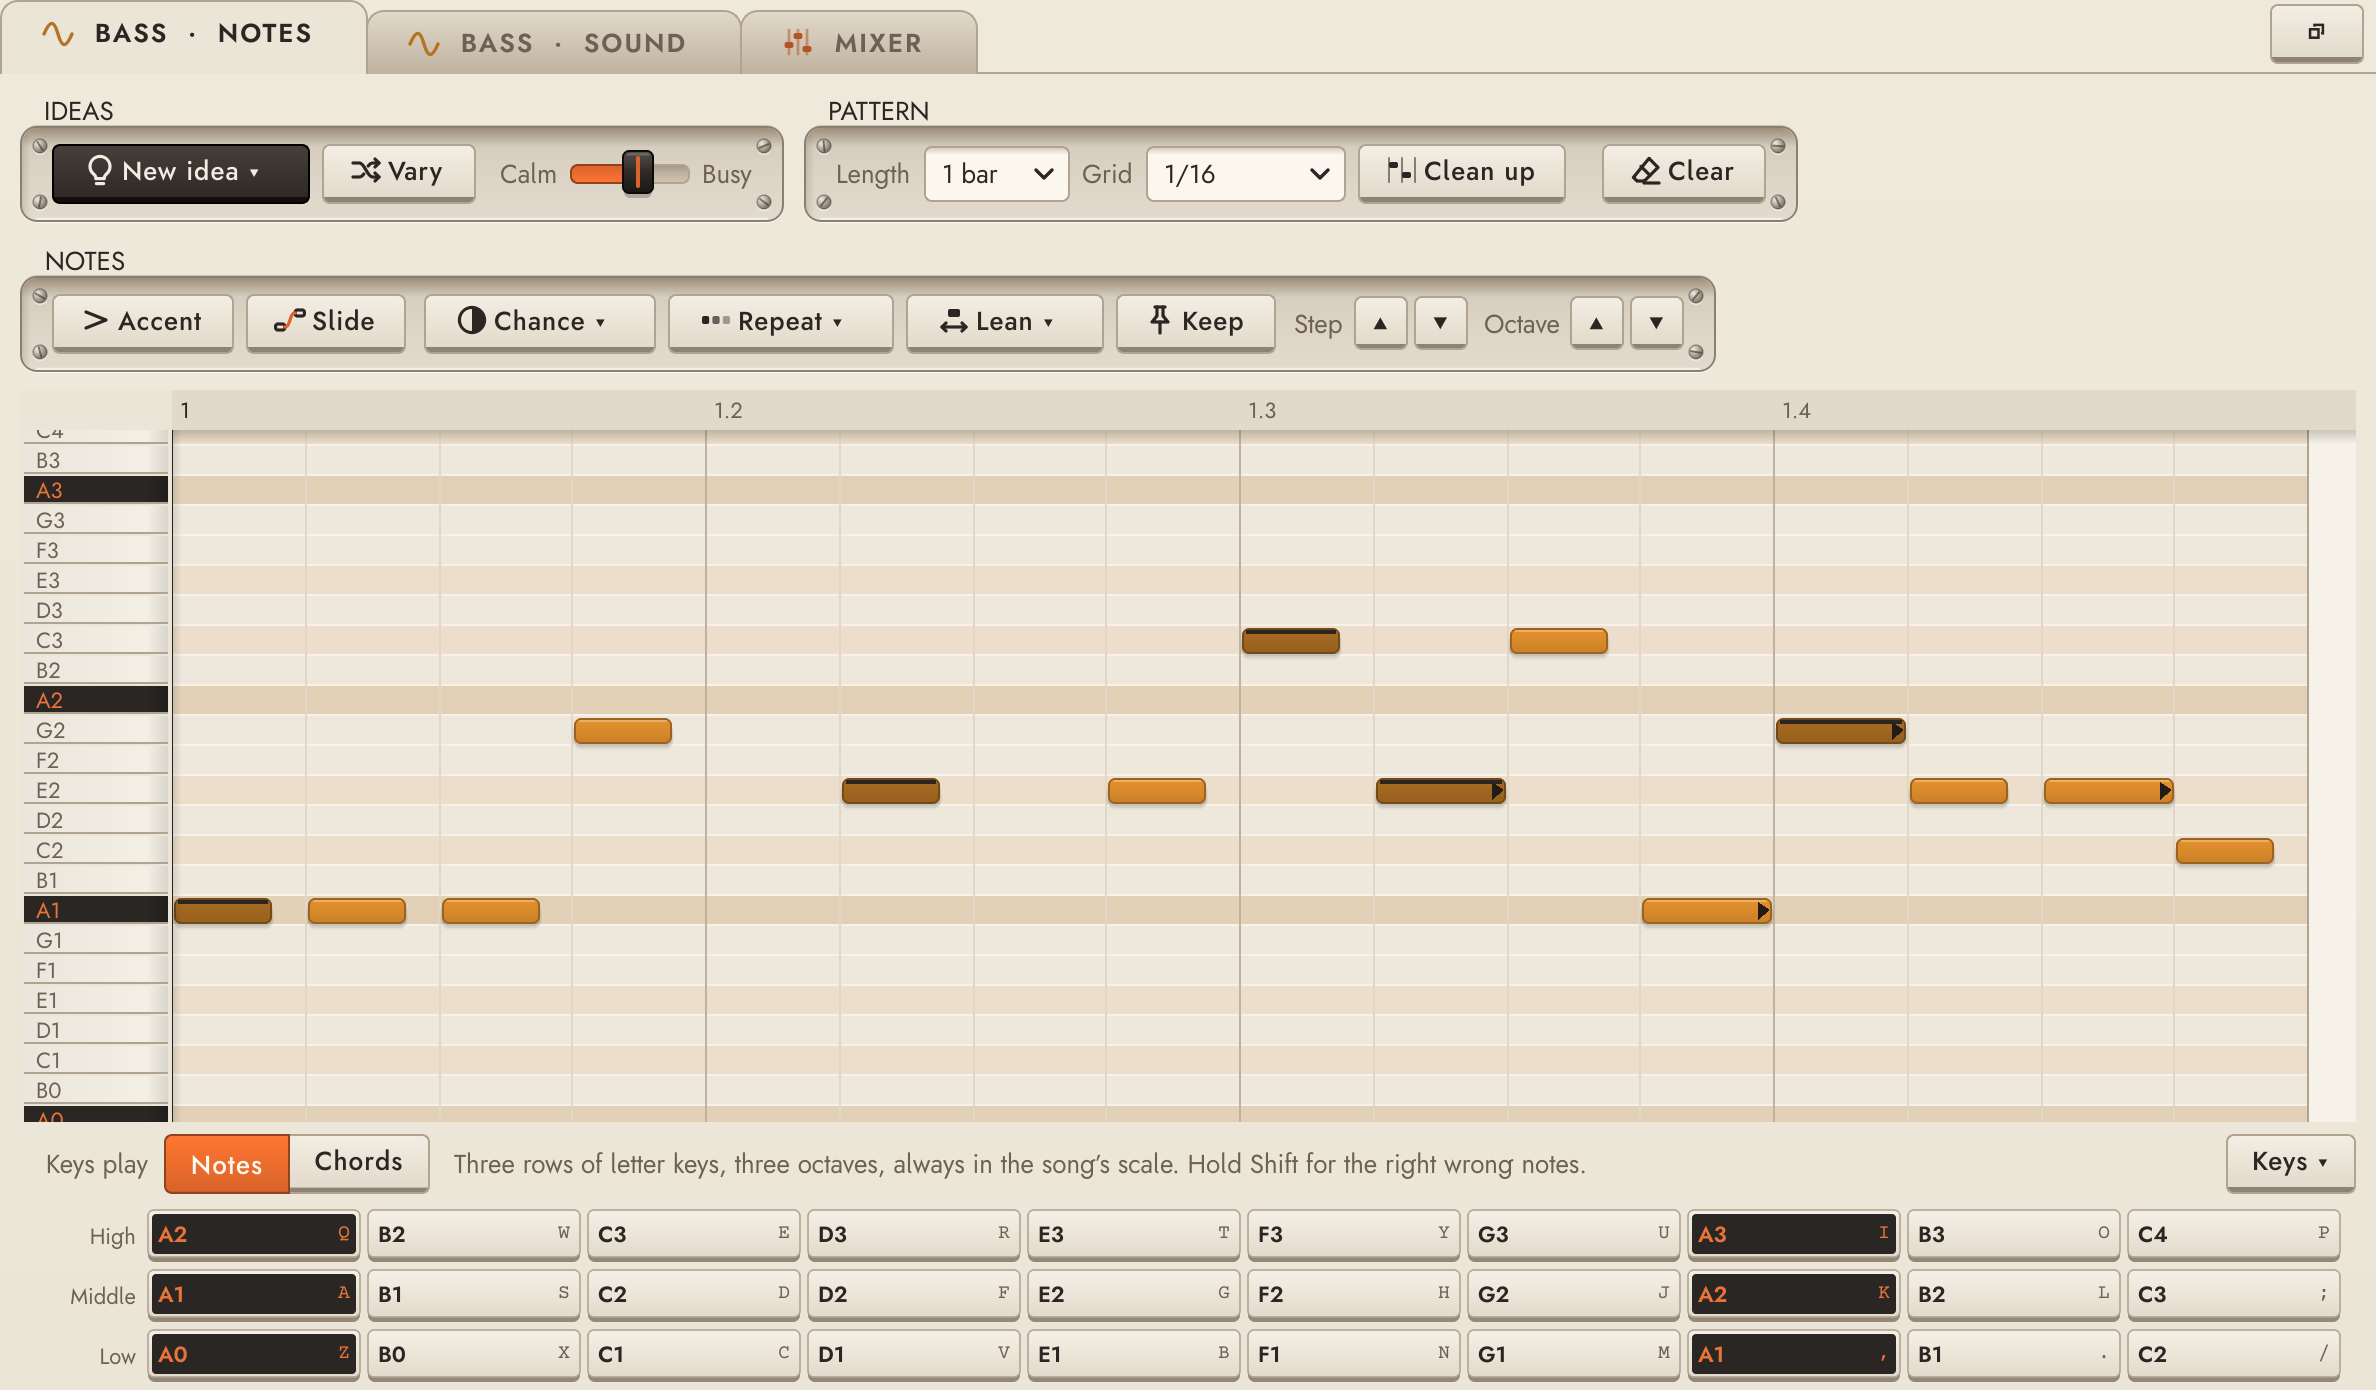 BASS · NOTES
BASS · SOUND
MIXER
IDEAS
PATTERN
New idea
Vary
Calm
Busy
Length
1 bar
Grid
1/16
Clean up
Clear
NOTES
Accent
Slide
Chance
Repeat
Lean
Keep
Step
Octave
1
1.2
1.3
1.4
C4
B3
A3
G3
F3
E3
D3
C3
B2
A2
G2
F2
E2
D2
C2
B1
A1
G1
F1
E1
D1
C1
B0
A0
Keys play
Notes
Chords
Three rows of letter keys, three octaves, always in the song's scale. Hold Shift for the right wrong notes.
Keys
High
A2 Q
B2 W
C3 E
D3 R
E3 T
F3 Y
G3 U
A3 I
B3 O
C4 P
Middle
A1 A
B1 S
C2 D
D2 F
E2 G
F2 H
G2 J
A2 K
B2 L
C3 ;
Low
A0 Z
B0 X
C1 C
D1 V
E1 B
F1 N
G1 M
A1 ,
B1 .
C2 /